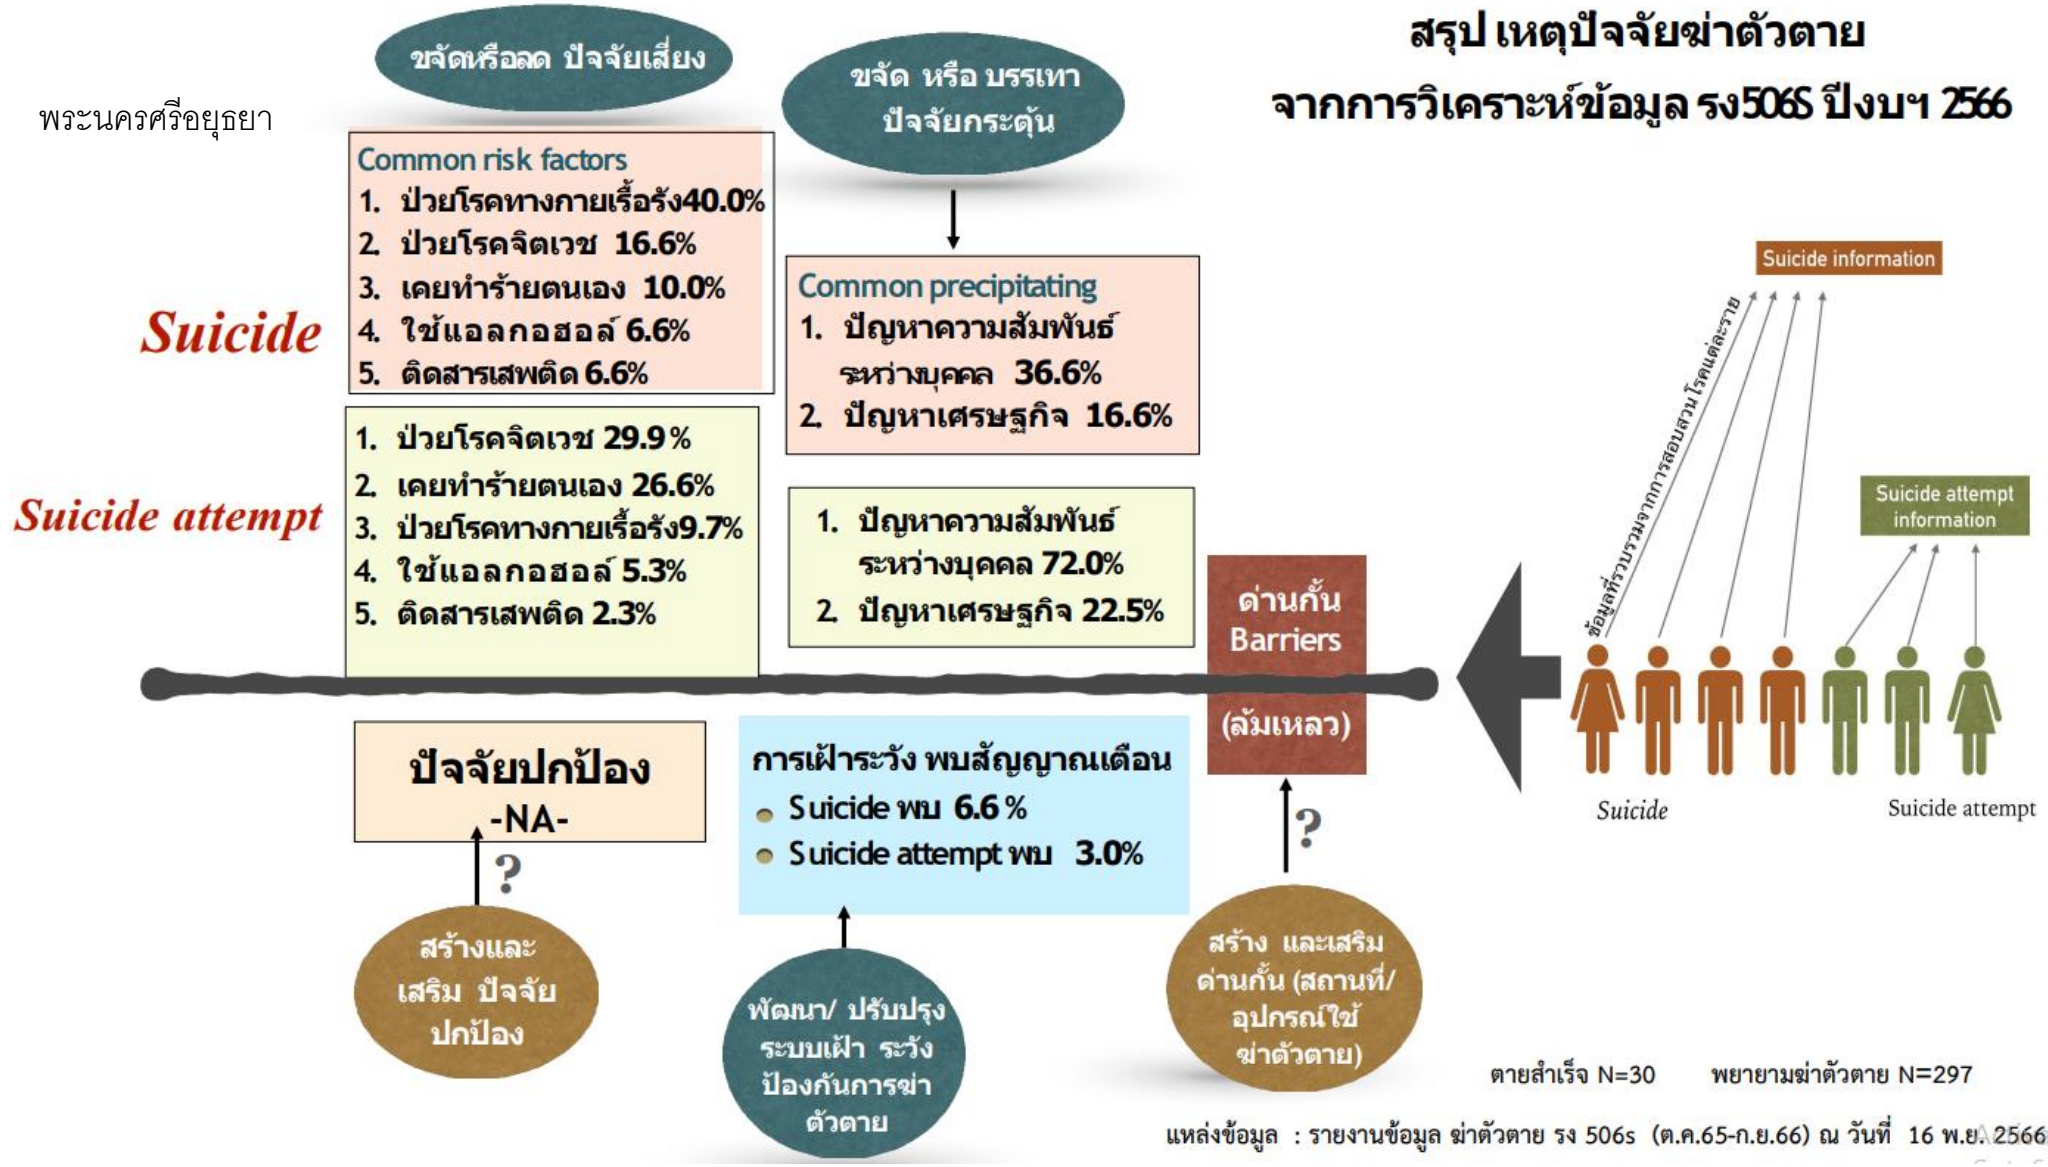 สรุป เหตุปัจจัยฆ่าตัวตาย
จากการวิเคราะห์ข้อมูล รง506S ปีงบฯ 2566
พระนครศรีอยุธยา
ขจัดหรือลด ปัจจัยเสี่ยง
ขจัด หรือ บรรเทา
ปัจจัยกระตุ้น
Suicide
Common risk factors
1. ป่วยโรคทางกายเรื้อรัง40.0%
2. ป่วยโรคจิตเวช 16.6%
3. เคยทำร้ายตนเอง 10.0%
4. ใช้แอลกอฮอล์ 6.6%
5. ติดสารเสพติด 6.6%
Common precipitating
1. ปัญหาความสัมพันธ์
ระหว่างบุคคล 36.6%
2. ปัญหาเศรษฐกิจ 16.6%
Suicide attempt
1. ป่วยโรคจิตเวช 29.9 %
2. เคยทำร้ายตนเอง 26.6%
3. ป่วยโรคทางกายเรื้อรัง9.7%
4. ใช้แอลกอฮอล์ 5.3%
5. ติดสารเสพติด 2.3%
1. ปัญหาความสัมพันธ์
ระหว่างบุคคล 72.0%
2. ปัญหาเศรษฐกิจ 22.5%
ด่านกั้น
Barriers
(ล้มเหลว)
Suicide information
ข้อมูลที่รวบรวมจากการสอบสวนโรคแต่ละราย
Suicide attempt
information
Suicide
Suicide attempt
ปัจจัยปกป้อง
-NA-
?
การเฝ้าระวัง พบสัญญาณเตือน
Suicide พบ 6.6 %
Suicide attempt พบ 3.0%
?
สร้างและ
เสริม ปัจจัย
ปกป้อง
พัฒนา/ ปรับปรุง
ระบบเฝ้า ระวัง
ป้องกันการฆ่า
ตัวตาย
สร้าง และเสริม
ด่านกั้น (สถานที่/
อุปกรณ์ใช้
ฆ่าตัวตาย)
ตายสำเร็จ N=30 พยายามฆ่าตัวตาย N=297
แหล่งข้อมูล : รายงานข้อมูล ฆ่าตัวตาย รง 506s (ต.ค.65-ก.ย.66) ณ วันที่ 16 พ.ย. 2566